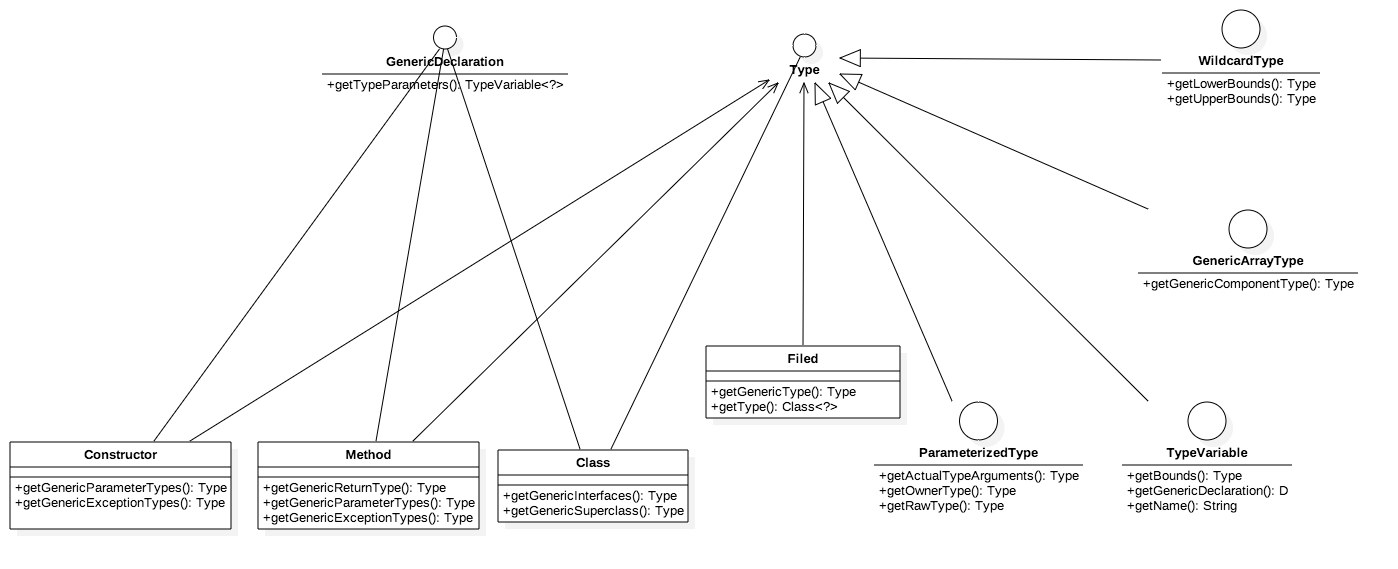 GenericDeclaration
+getTypeParameters(): TypeVariable<?>
Type
WildcardType
+getLowerBounds(): Type
+getUpperBounds(): Type
GenericArrayType
+getGenericComponentType(): Type
Filed
+getGenericType(): Type
+getType(): Class<?>
Constructor
+getGenericParameterTypes(): Type
+getGenericExceptionTypes(): Type
Method
+getGenericReturnType(): Type
+getGenericParameterTypes(): Type
+getGenericExceptionTypes(): Type
Class
+getGenericInterfaces(): Type
+getGenericSuperclass(): Type
ParameterizedType
+getActualTypeArguments(): Type
+getOwnerType(): Type
+getRawType(): Type
TypeVariable
+getBounds(): Type
+getGenericDeclaration(): D
+getName(): String